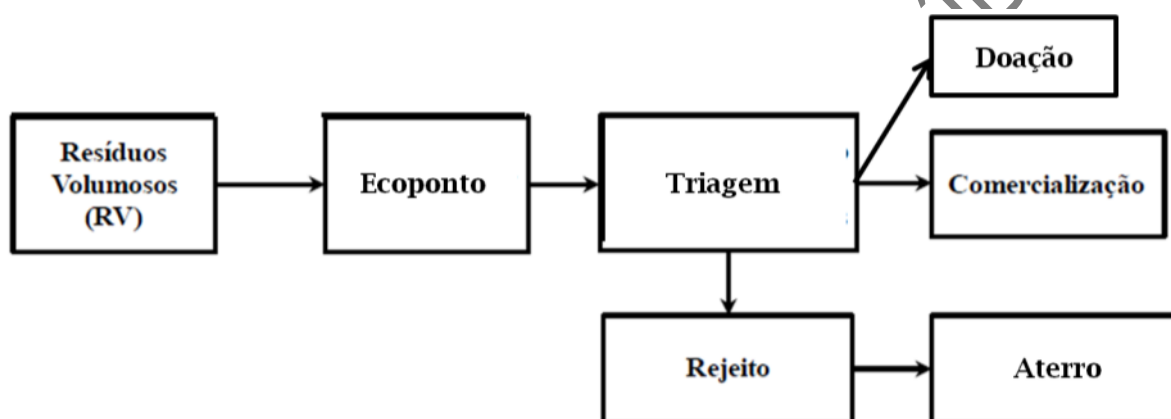 Doação
Resíduos
Volumosos
(RV)
Ecoponto
Triagem
Comercialização
Rejeito
Aterro